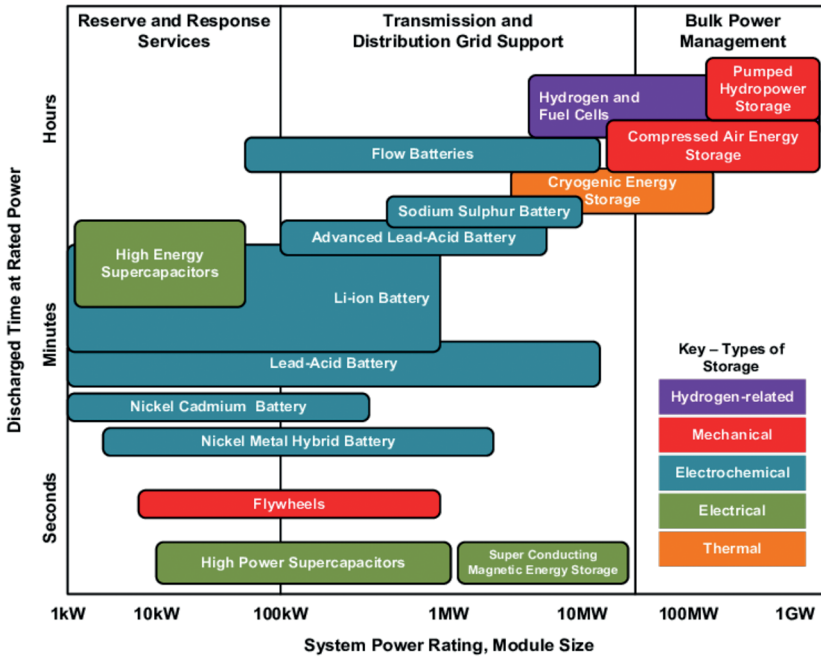 Reserve and Response
Services
Transmission and
Distribution Grid Support
Bulk Power
Management
Discharged Time at Rated Power
Hours
Minutes
Seconds
Pumped
Hydropower
Storage
Hydrogen and
Fuel Cells
Compressed Air Energy
Storage
Flow Batteries
Cryogenic Energy
Storage
Sodium Sulphur Battery
Advanced Lead-Acid Battery
High Energy
Supercapacitors
Li-ion Battery
Lead-Acid Battery
Nickel Cadmium Battery
Nickel Metal Hybrid Battery
Flywheels
High Power Supercapacitors
Super Conducting
Magnetic Energy Storage
Key – Types of
Storage
Hydrogen-related
Mechanical
Electrochemical
Electrical
Thermal
1kW 10kW 100kW 1MW 10MW 100MW 1GW
System Power Rating, Module Size